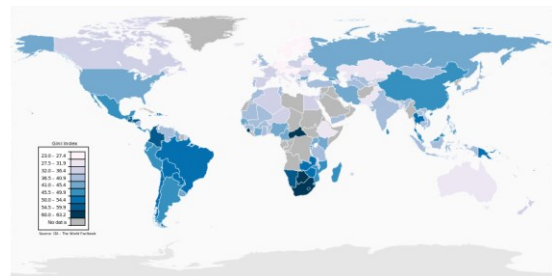 Gini Index
23.0 - 27.4
27.5 - 31.9
32.0 - 36.4
36.5 - 40.9
41.0 - 45.4
45.5 - 49.9
50.0 - 54.4
54.5 - 59.9
60.0 - 63.2
No data
Source: CIA - The World Factbook